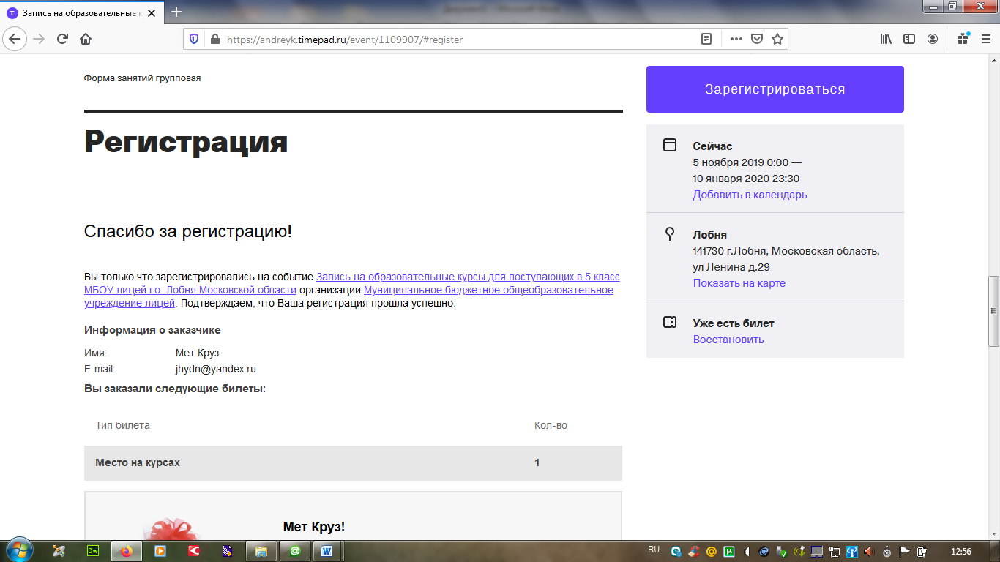 Запись на образовательные к
https://andreyk.timepad.ru/event/1109907/#register
Форма занятий групповая
Регистрация
Спасибо за регистрацию!
Вы только что зарегистрировались на событие Запись на образовательные курсы для поступающих в 5 класс
МБОУ лицей г.о. Лобня Московской области организации Муниципальное бюджетное общеобразовательное
учреждение лицей. Подтверждаем, что Ваша регистрация прошла успешно.
Информация о заказчике
Имя: Мет Круз
E-mail: jhydn@yandex.ru
Вы заказали следующие билеты:
Тип билета Кол-во
Место на курсах 1
Мет Круз!
Зарегистрироваться
Сейчас
5 ноября 2019 0:00 —
10 января 2020 23:30
Добавить в календарь
Лобня
141730 г.Лобня, Московская область,
ул Ленина д.29
Показать на карте
Уже есть билет
Восстановить
Dw
W
RU
12:56